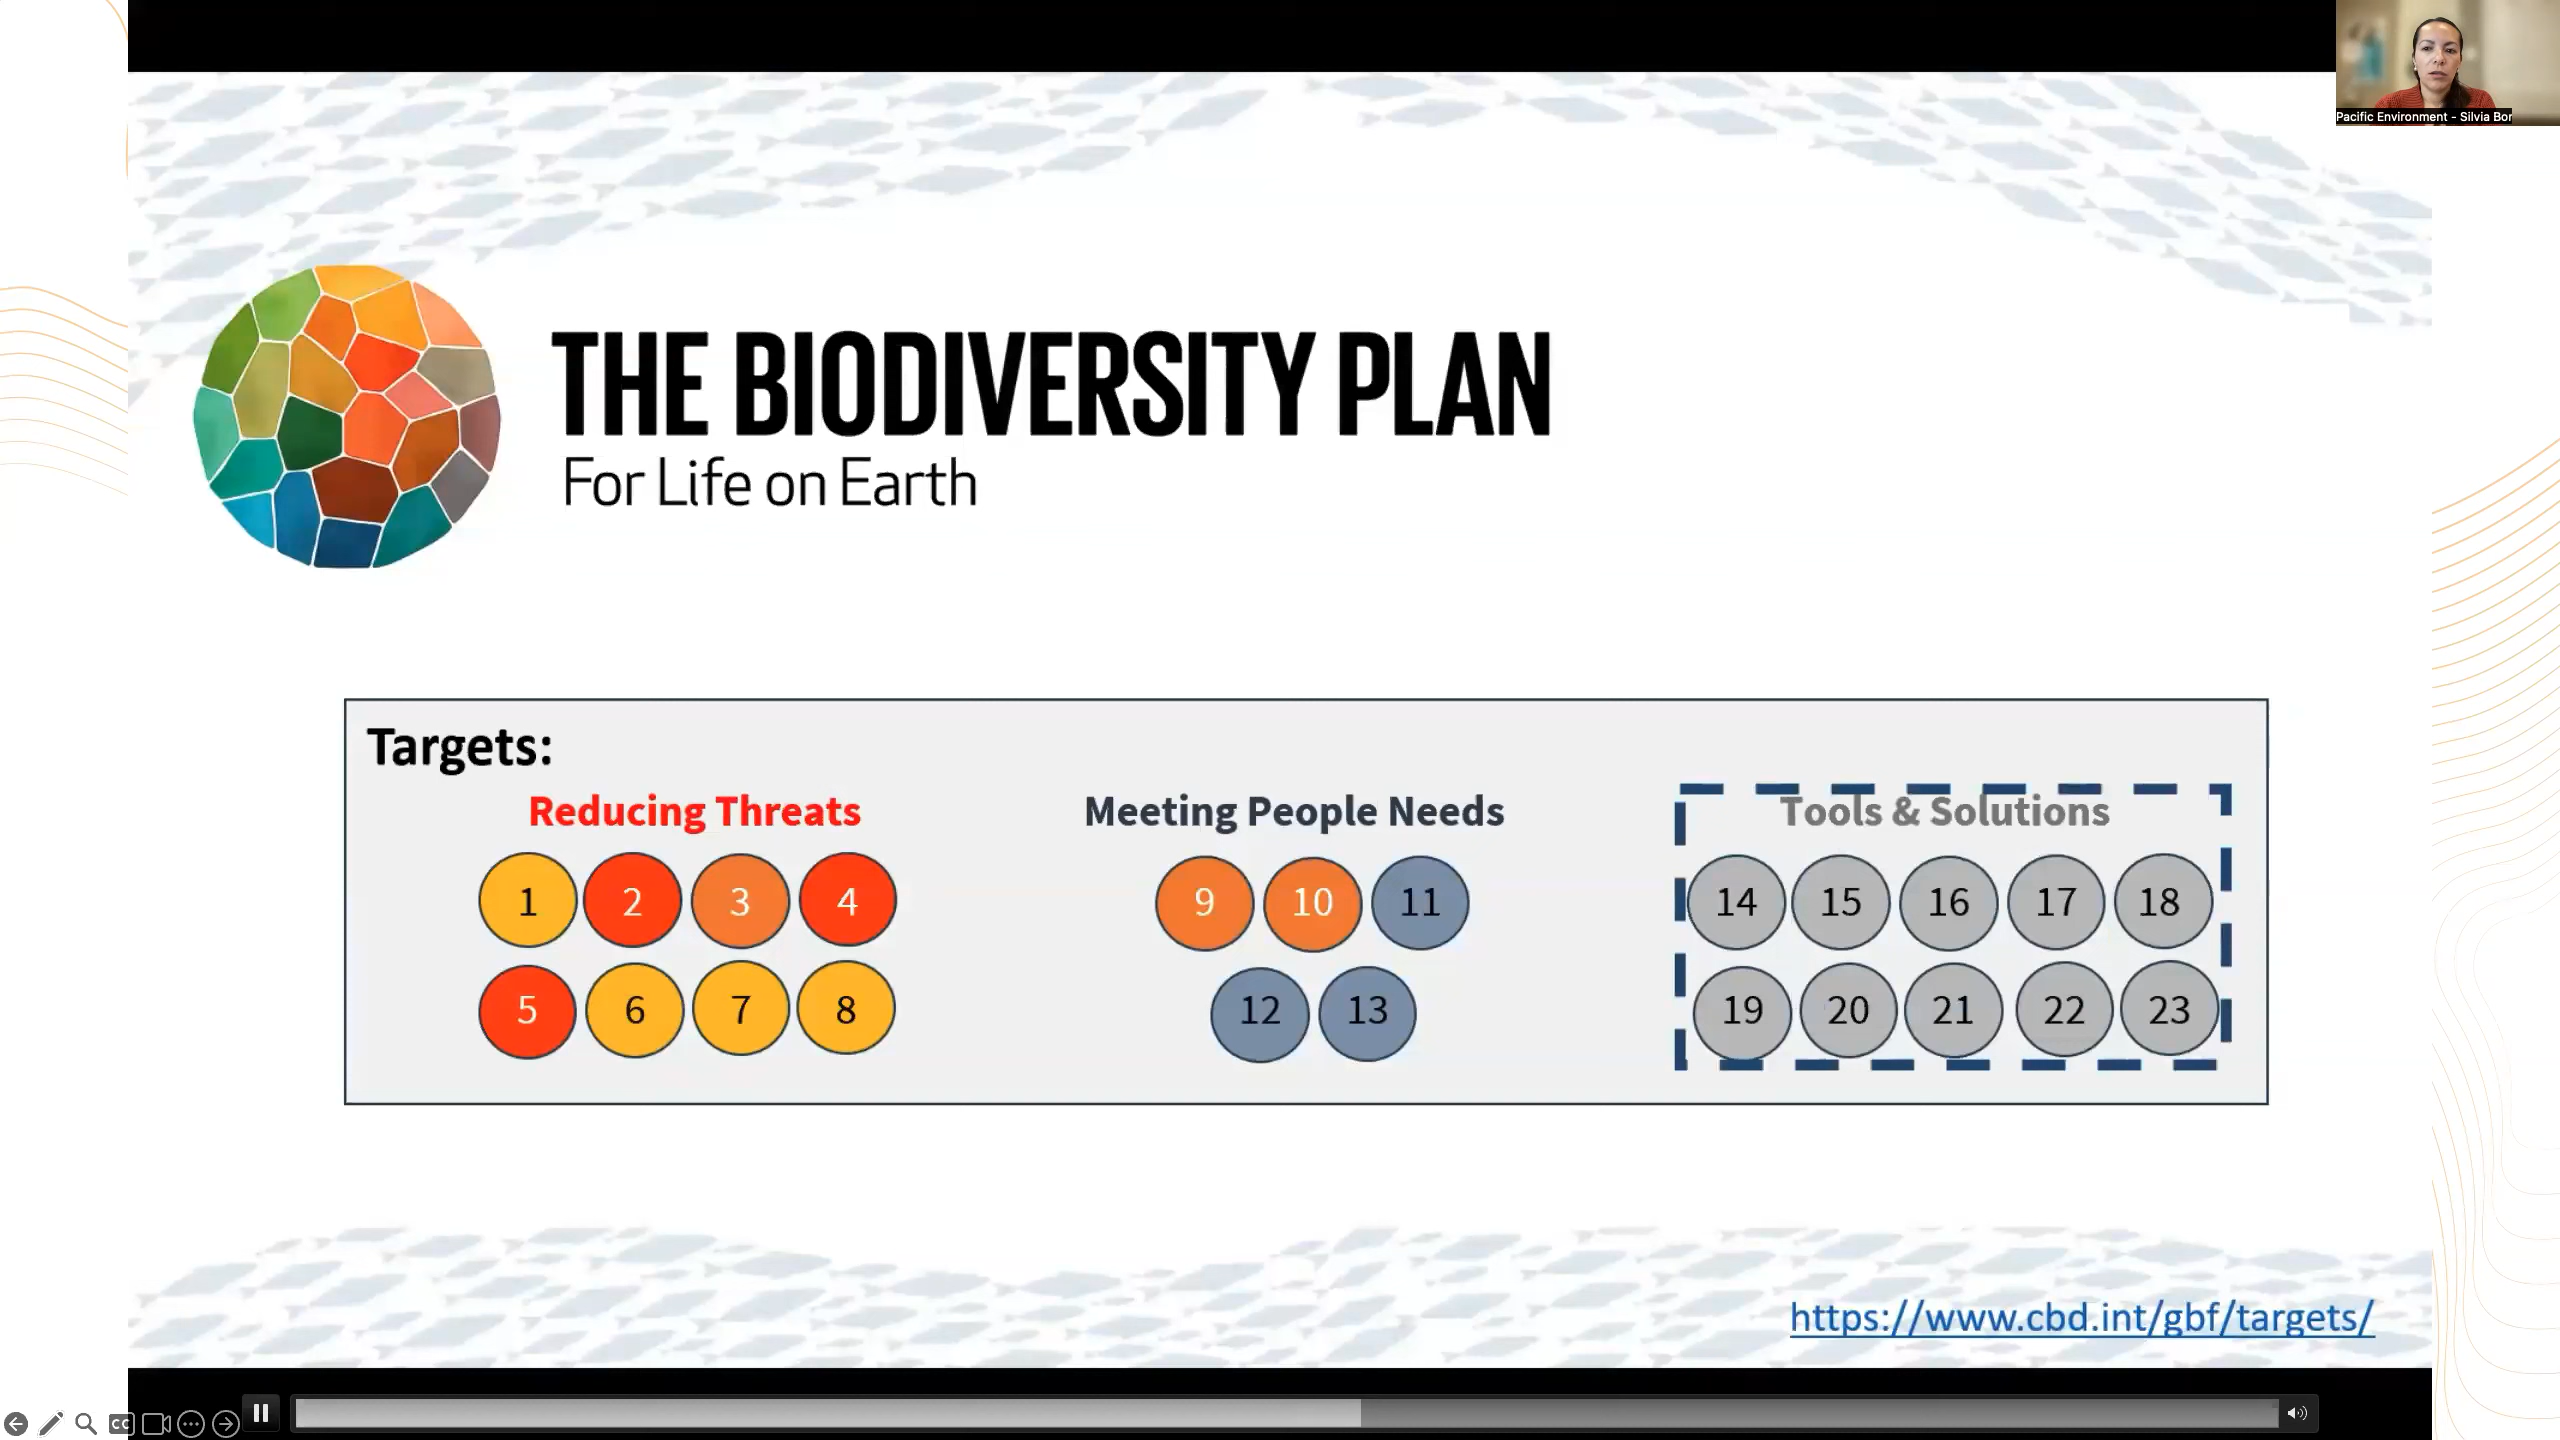 Pacific Environment - Silvia Bor
THE BIODIVERSITY PLAN
For Life on Earth
Targets:
Reducing Threats
1 2 3 4
5 6 7 8
Meeting People Needs
9 10 11
12 13
Tools & Solutions
14 15 16 17 18
19 20 21 22 23
https://www.cbd.int/gbf/targets/
CC